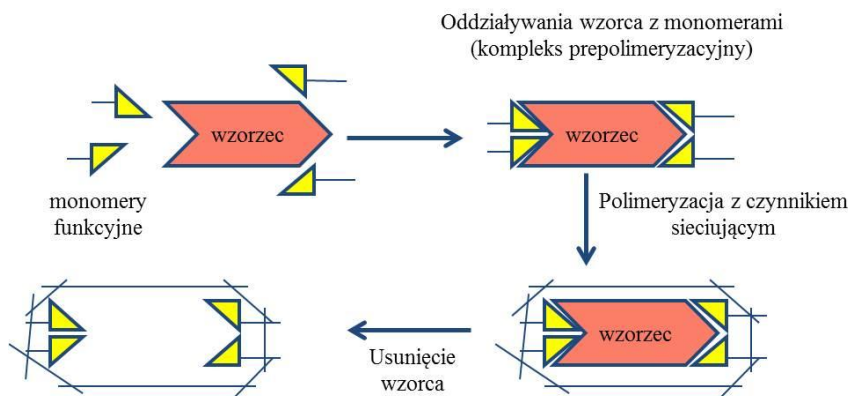 Oddziaływania wzorca z monomerami
(kompleks prepolimeryzacyjny)
wzorzec
wzorzec
monomery
funkcyjne
Polimeryzacja z czynnikiem
sieciującym
wzorzec
Usunięcie
wzorca